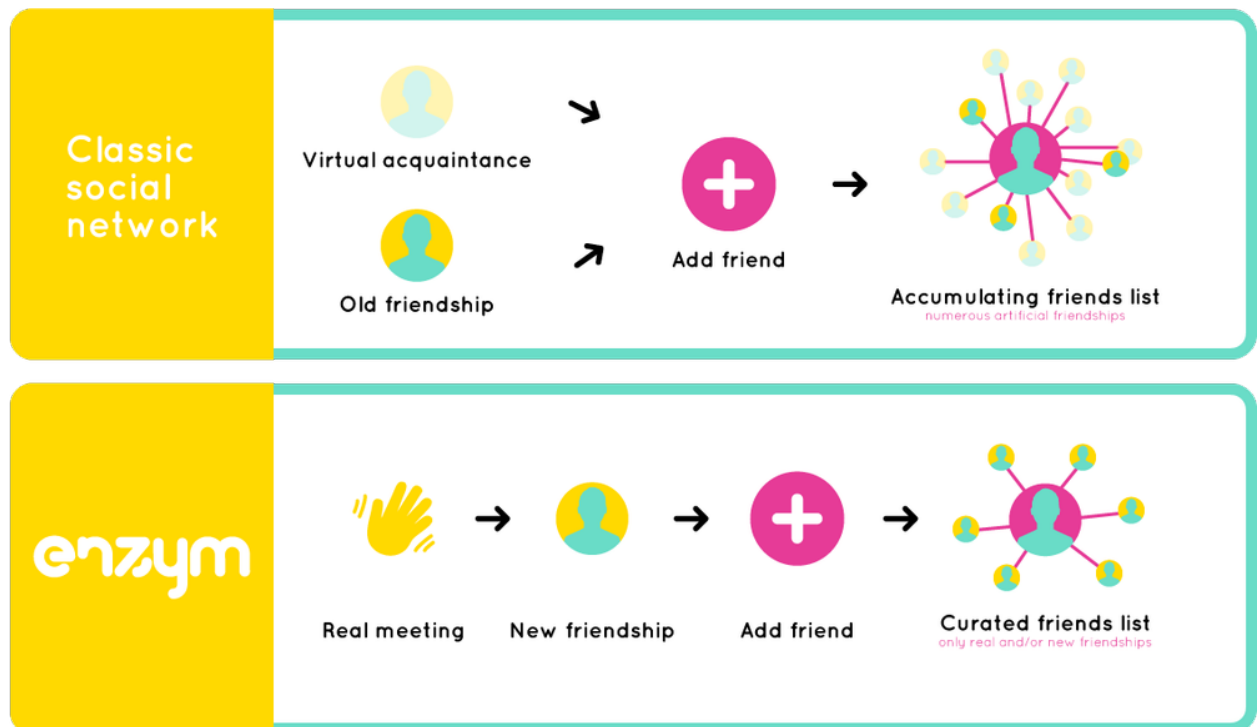 Classic
social
network
Virtual acquaintance
Old friendship
Add friend
Accumulating friends list
numerous artificial friendships
enzym
Real meeting
New friendship
Add friend
Curated friends list
only real and/or new friendships